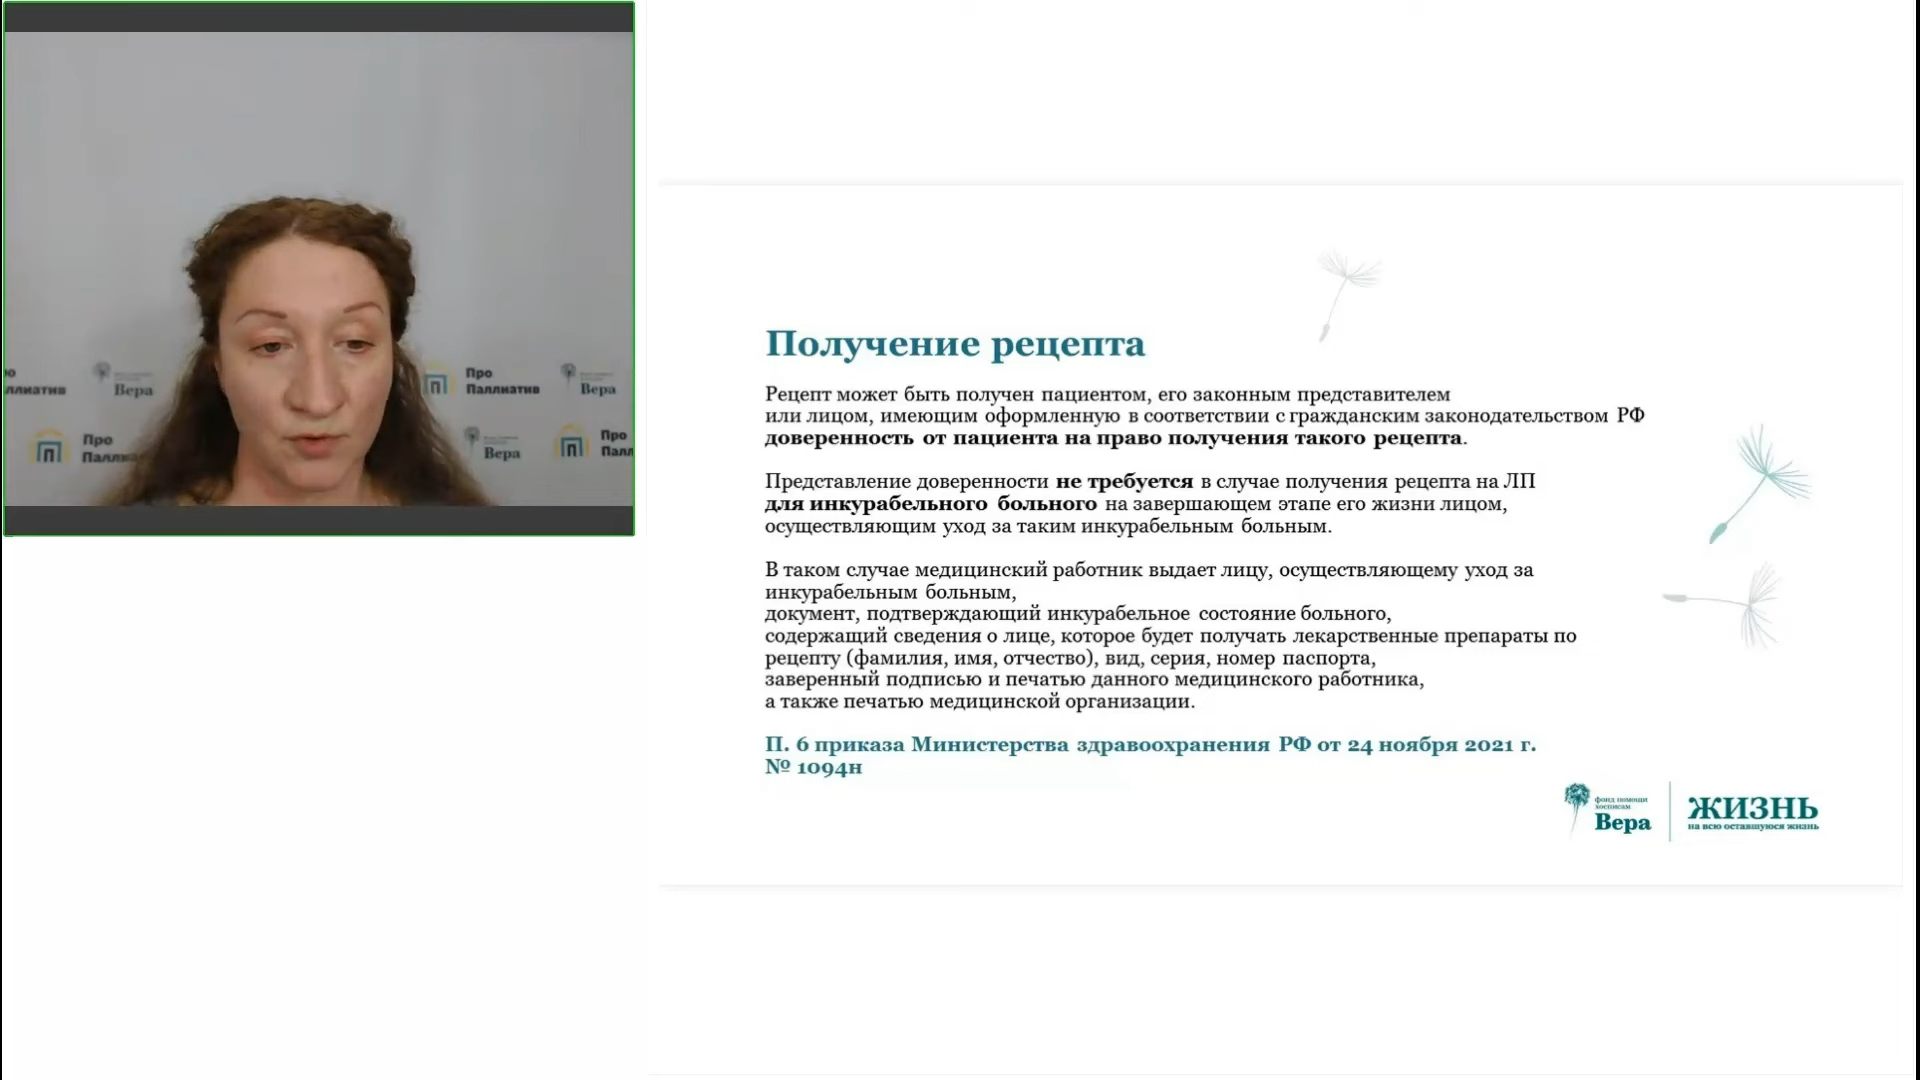 Про
Паллиатив
Вера
ллиатив
Вера
Про
Вера
Про
Получение рецепта
Рецепт может быть получен пациентом, его законным представителем
или лицом, имеющим оформленную в соответствии с гражданским законодательством РФ
доверенность от пациента на право получения такого рецепта.
Представление доверенности не требуется в случае получения рецепта на ЛП
для инкурабельного больного на завершающем этапе его жизни лицом,
осуществляющим уход за таким инкурабельным больным.
В таком случае медицинский работник выдает лицу, осуществляющему уход за
инкурабельным больным,
документ, подтверждающий инкурабельное состояние больного,
содержащий сведения о лице, которое будет получать лекарственные препараты по
рецепту (фамилия, имя, отчество), вид, серия, номер паспорта,
заверенный подписью и печатью данного медицинского работника,
а также печатью медицинской организации.
П. 6 приказа Министерства здравоохранения РФ от 24 ноября 2021 г.
№ 1094н
фонд помощи
хосписам
Вера
ЖИЗНЬ
на всю оставшуюся жизнь